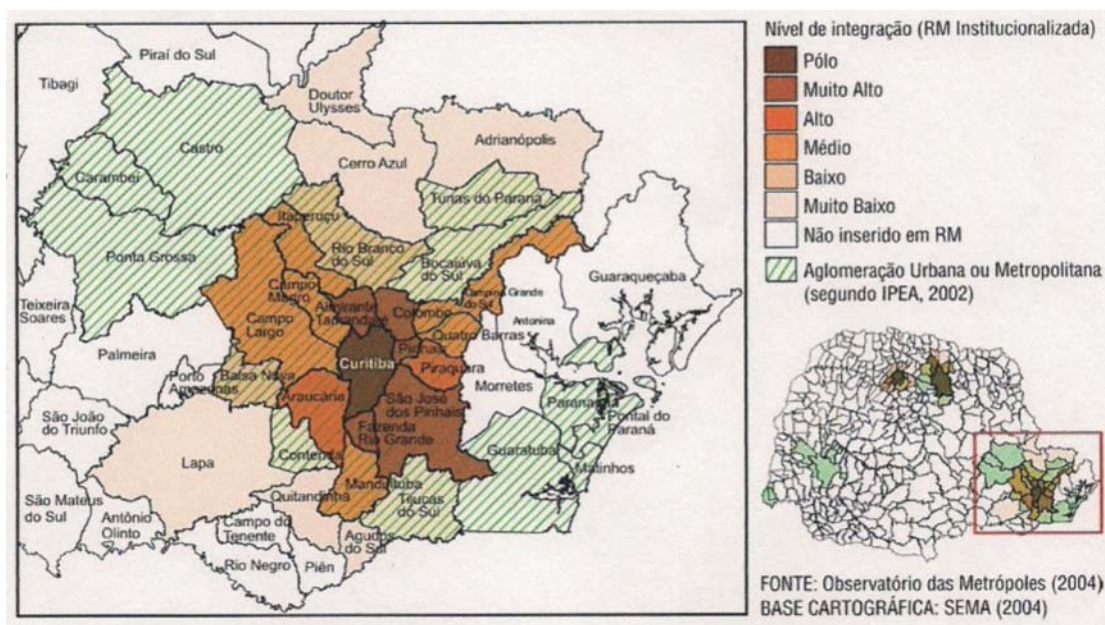 Nível de integração (RM Institucionalizada)
Pólo
Muito Alto
Alto
Médio
Baixo
Muito Baixo
Não inserido em RM
Aglomeração Urbana ou Metropolitana
(segundo IPEA, 2002)
Piraí do Sul
Tibagi
Doutor
Ulysses
Castro
Adrianópolis
Cerro Azul
Carambeí
Tunas do Paraná
Itaperuçu
Rio Branco
do Sul
Ponta Grossa
Bocaiúva
do Sul
Guaraqueçaba
Campo
Magro
Campina Grande
do Sul
Teixeira
Soares
Almirante
Tamandaré
Colombo
Antonina
Campo
Largo
Quatro Barras
Palmeira
Curitiba
Pinhais
Piraquara
Porto
Amazonas
Balsa Nova
Morretes
Araucária
São José
dos Pinhais
Paranaguá
Pontal do
Paraná
São João
do Triunfo
Fazenda
Rio Grande
Guaratuba
Matinhos
Lapa
Contenda
Mandirituba
Quitandinha
Tijucas
do Sul
São Mateus
do Sul
Antônio
Olinto
Campo do
Tenente
Agudos
do Sul
Rio Negro
Piên
FONTE: Observatório das Metrópoles (2004)
BASE CARTOGRÁFICA: SEMA (2004)